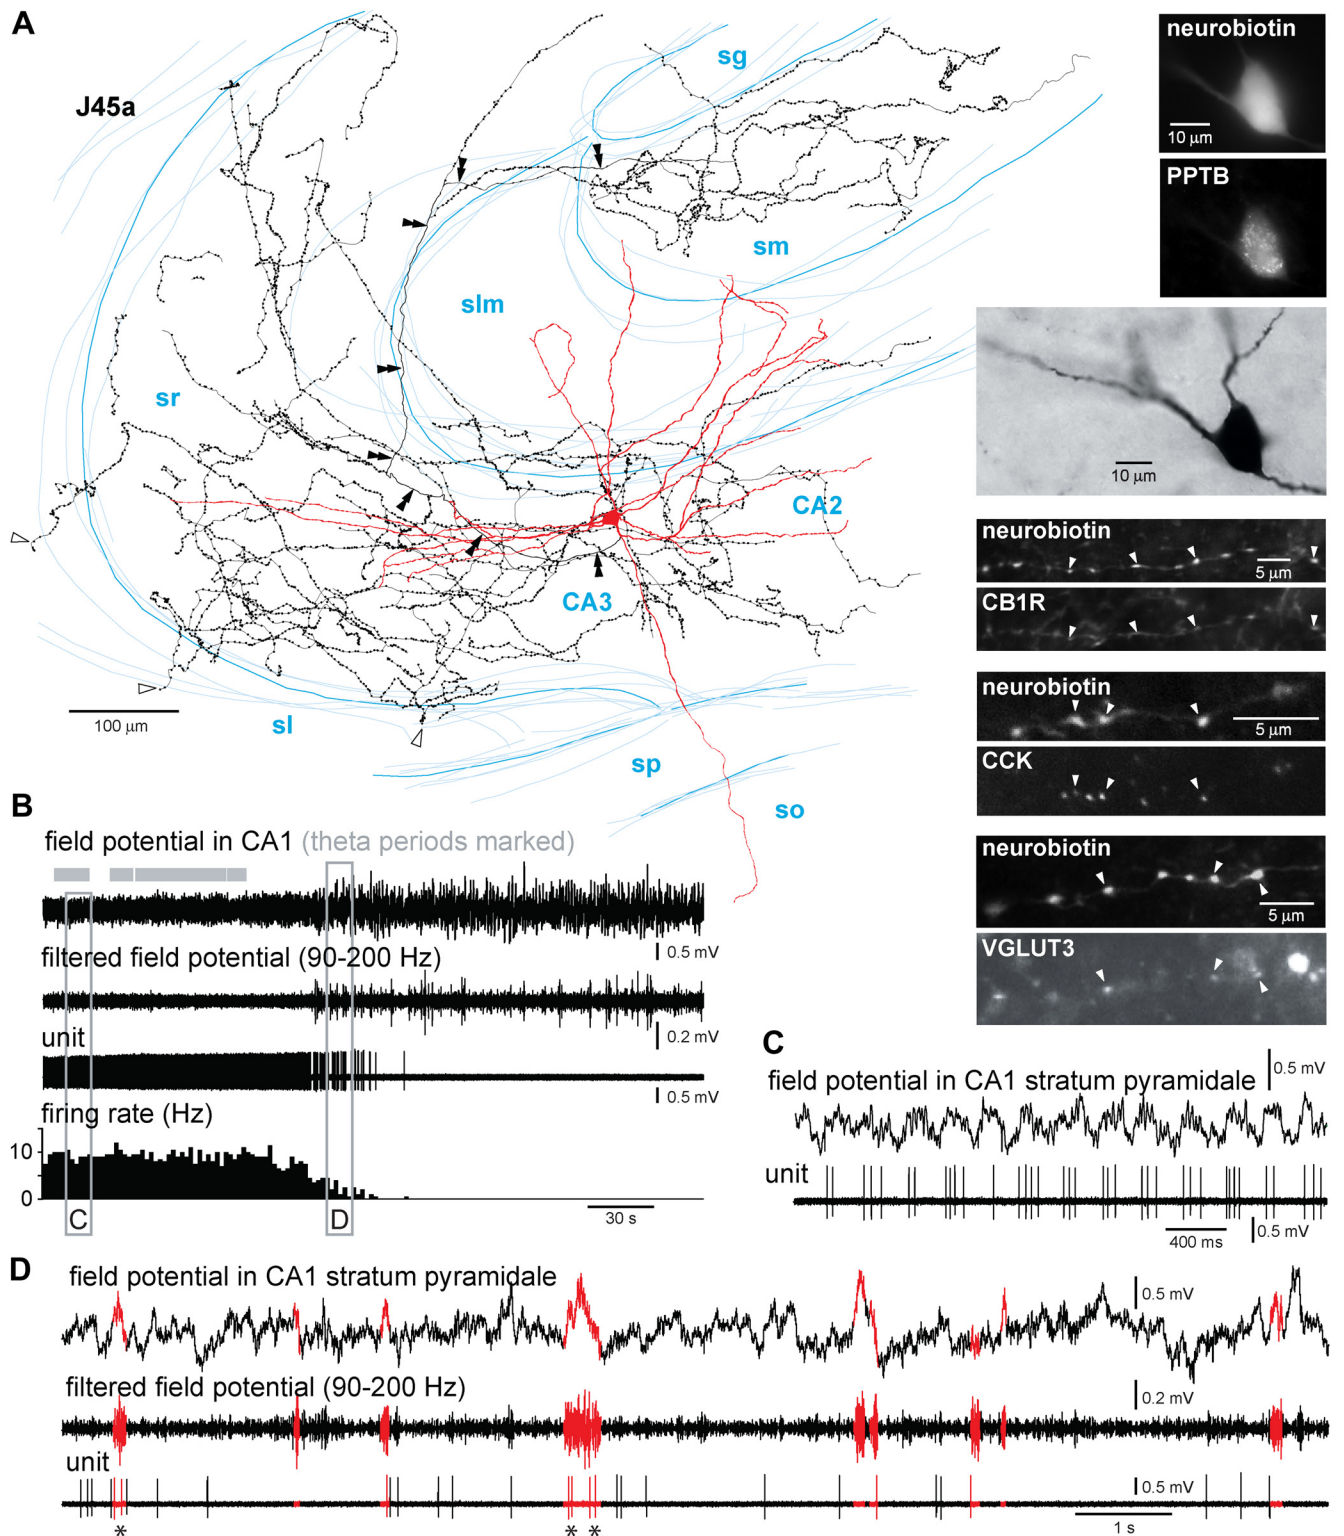 A
J45a
sg
sm
slm
sr
CA2
CA3
100 μm
sl
sp
so
neurobiotin
10 μm
PPTB
10 μm
neurobiotin
5 μm
CB1R
neurobiotin
5 μm
CCK
neurobiotin
5 μm
VGLUT3
B
field potential in CA1 (theta periods marked)
0.5 mV
filtered field potential (90-200 Hz)
0.2 mV
unit
0.5 mV
firing rate (Hz)
10
0
C
D
30 s
C
field potential in CA1 stratum pyramidale
0.5 mV
unit
400 ms
0.5 mV
D
field potential in CA1 stratum pyramidale
0.5 mV
filtered field potential (90-200 Hz)
0.2 mV
unit
0.5 mV
1 s
* * *